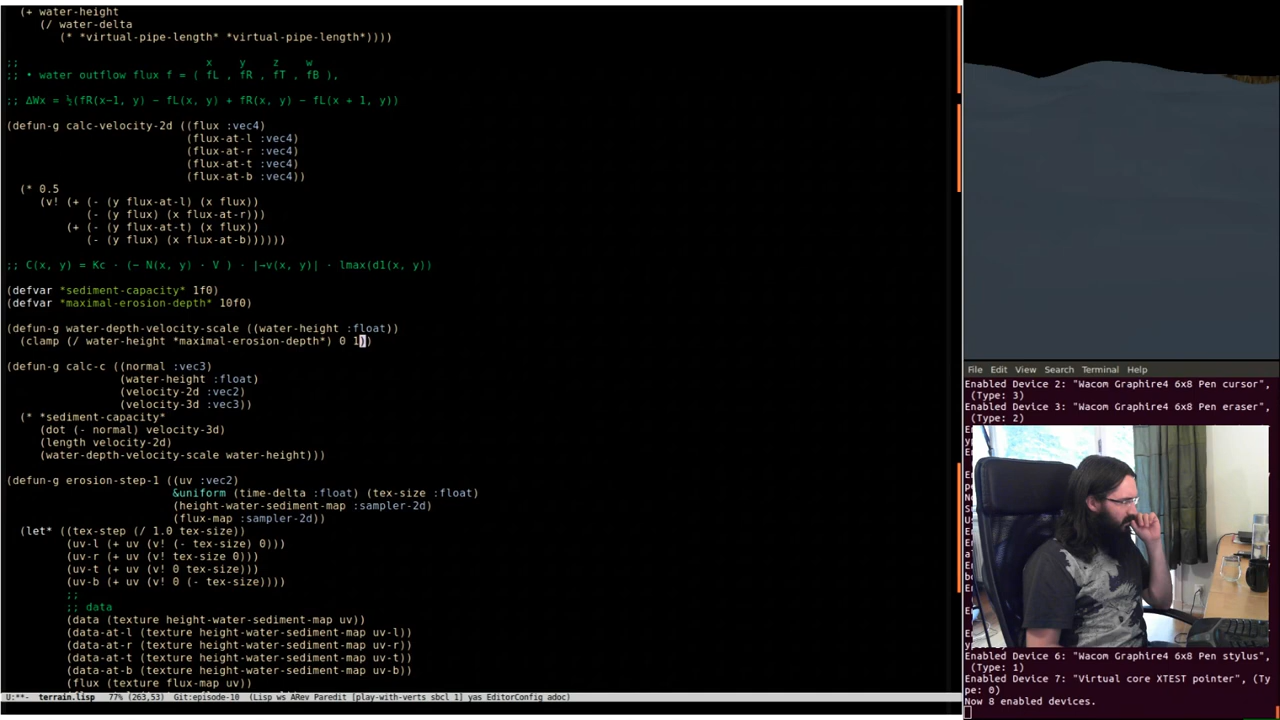 (+ water-height
(/ water-delta
(* *virtual-pipe-length* *virtual-pipe-length*))))
;; x y z w
;; • water outflow flux f = ( fL , fR , fT , fB ),
;; ΔWx = ½(fR(x−1, y) − fL(x, y) + fR(x, y) − fL(x + 1, y))
(defun-g calc-velocity-2d ((flux :vec4)
(flux-at-l :vec4)
(flux-at-r :vec4)
(flux-at-t :vec4)
(flux-at-b :vec4))
(* 0.5
(v! (+ (- (y flux-at-l) (x flux))
(- (y flux) (x flux-at-r)))
(+ (- (y flux-at-t) (x flux))
(- (y flux) (x flux-at-b))))))
;; C(x, y) = Kc · (− N(x, y) · V ) · |→v(x, y)| · lmax(d1(x, y))
(defvar *sediment-capacity* 1f0)
(defvar *maximal-erosion-depth* 10f0)
(defun-g water-depth-velocity-scale ((water-height :float))
(clamp (/ water-height *maximal-erosion-depth*) 0 1))
(defun-g calc-c ((normal :vec3)
(water-height :float)
(velocity-2d :vec2)
(velocity-3d :vec3))
(* *sediment-capacity*
(dot (- normal) velocity-3d)
(length velocity-2d)
(water-depth-velocity-scale water-height)))
(defun-g erosion-step-1 ((uv :vec2)
&uniform (time-delta :float) (tex-size :float)
(height-water-sediment-map :sampler-2d)
(flux-map :sampler-2d))
(let* ((tex-step (/ 1.0 tex-size))
(uv-l (+ uv (v! (- tex-size) 0)))
(uv-r (+ uv (v! tex-size 0)))
(uv-t (+ uv (v! 0 tex-size)))
(uv-b (+ uv (v! 0 (- tex-size))))
;;
;; data
(data (texture height-water-sediment-map uv))
(data-at-l (texture height-water-sediment-map uv-l))
(data-at-r (texture height-water-sediment-map uv-r))
(data-at-t (texture height-water-sediment-map uv-t))
(data-at-b (texture height-water-sediment-map uv-b))
(flux (texture flux-map uv))
U:**- terrain.lisp 77% (263,53) Git:episode-10 (Lisp ws ARev Paredit [play-with-verts sbcl 1] yas EditorConfig adoc)
File Edit View Search Terminal Help
Enabled Device 2: "Wacom Graphire4 6x8 Pen cursor",
(Type: 3)
Enabled Device 3: "Wacom Graphire4 6x8 Pen eraser",
(Type: 2)
Enabled Device 6: "Wacom Graphire4 6x8 Pen stylus",
(Type: 1)
Enabled Device 7: "Virtual core XTEST pointer", (Ty
pe: 0)
Now 8 enabled devices.